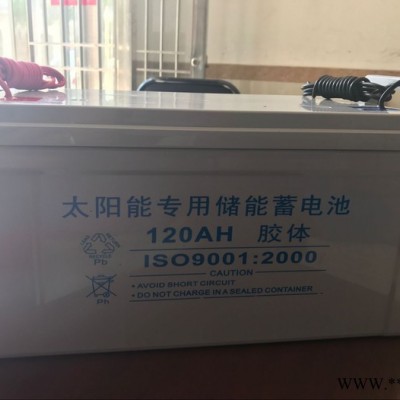 太阳能专用储能蓄电池
120AH 胶体
ISO9001:2000
CAUTION
• AVOID SHORT CIRCUIT
• DO NOT CHARGE IN A SEALED CONTAINER.
Pb
Pb